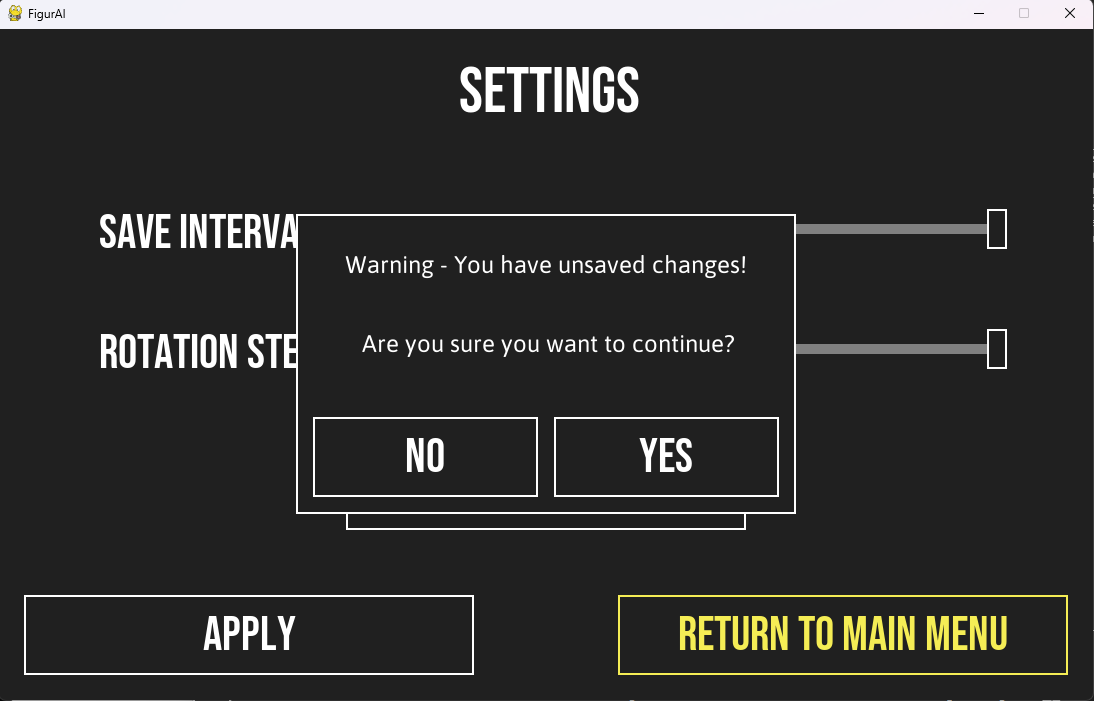 FigurAI
SETTINGS
SAVE INTERVA
Warning - You have unsaved changes!
ROTATION STE
Are you sure you want to continue?
NO
YES
APPLY
RETURN TO MAIN MENU